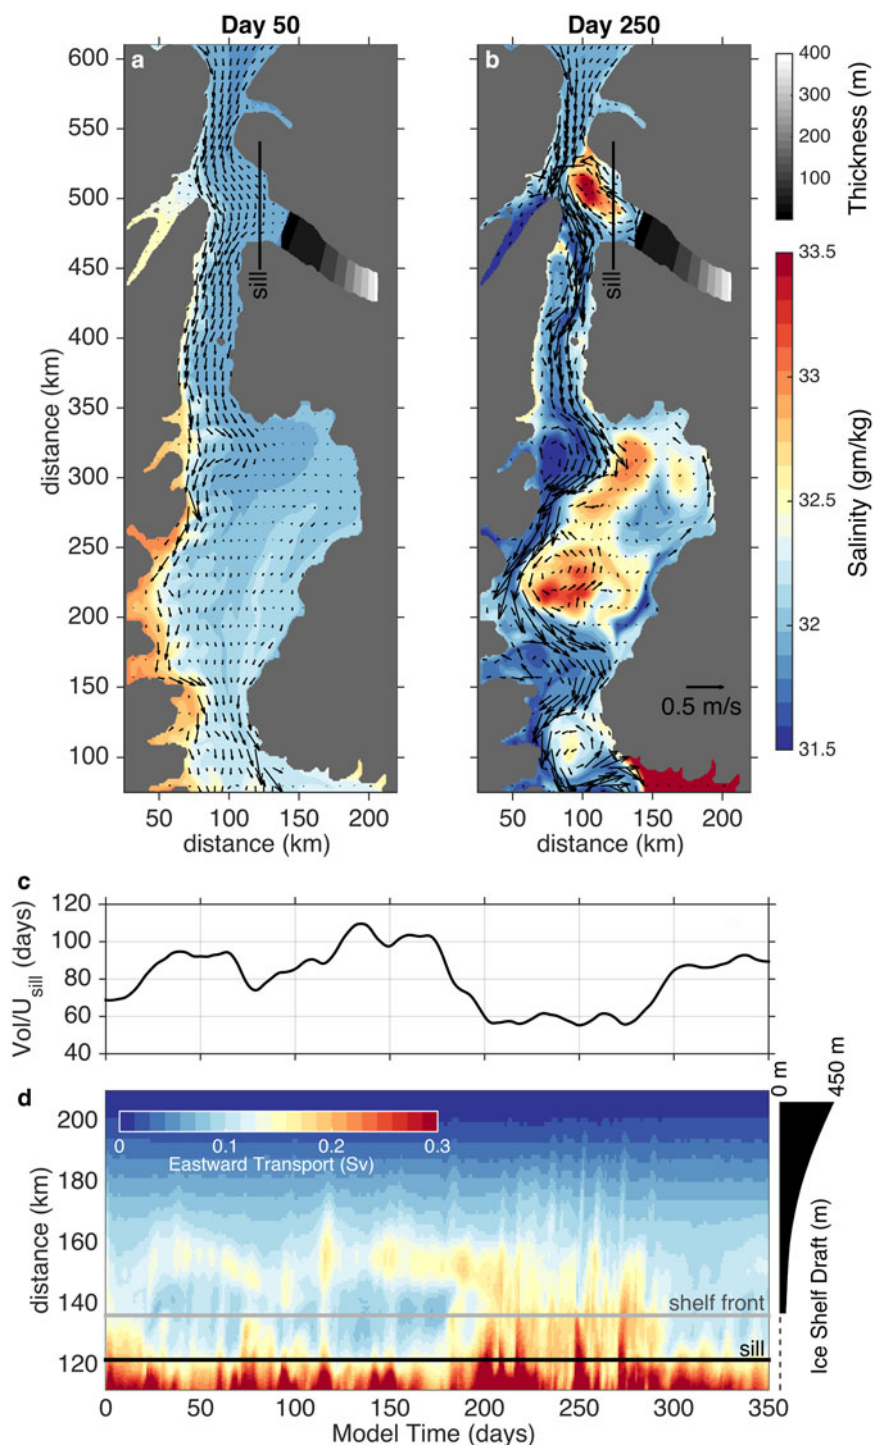 Day 50
Day 250
a
b
600
550
500
450
400
350
300
250
200
150
100
distance (km)
sill
sill
0.5 m/s
50
100
150
200
distance (km)
50
100
150
200
distance (km)
400
300
200
100
Thickness (m)
33.5
33
32.5
32
31.5
Salinity (gm/kg)
c
120
100
80
60
40
Vol/U_sill (days)
d
200
180
160
140
120
distance (km)
0
0.1
0.2
0.3
Eastward Transport (Sv)
shelf front
sill
0
50
100
150
200
250
300
350
Model Time (days)
0 m
450 m
Ice Shelf Draft (m)